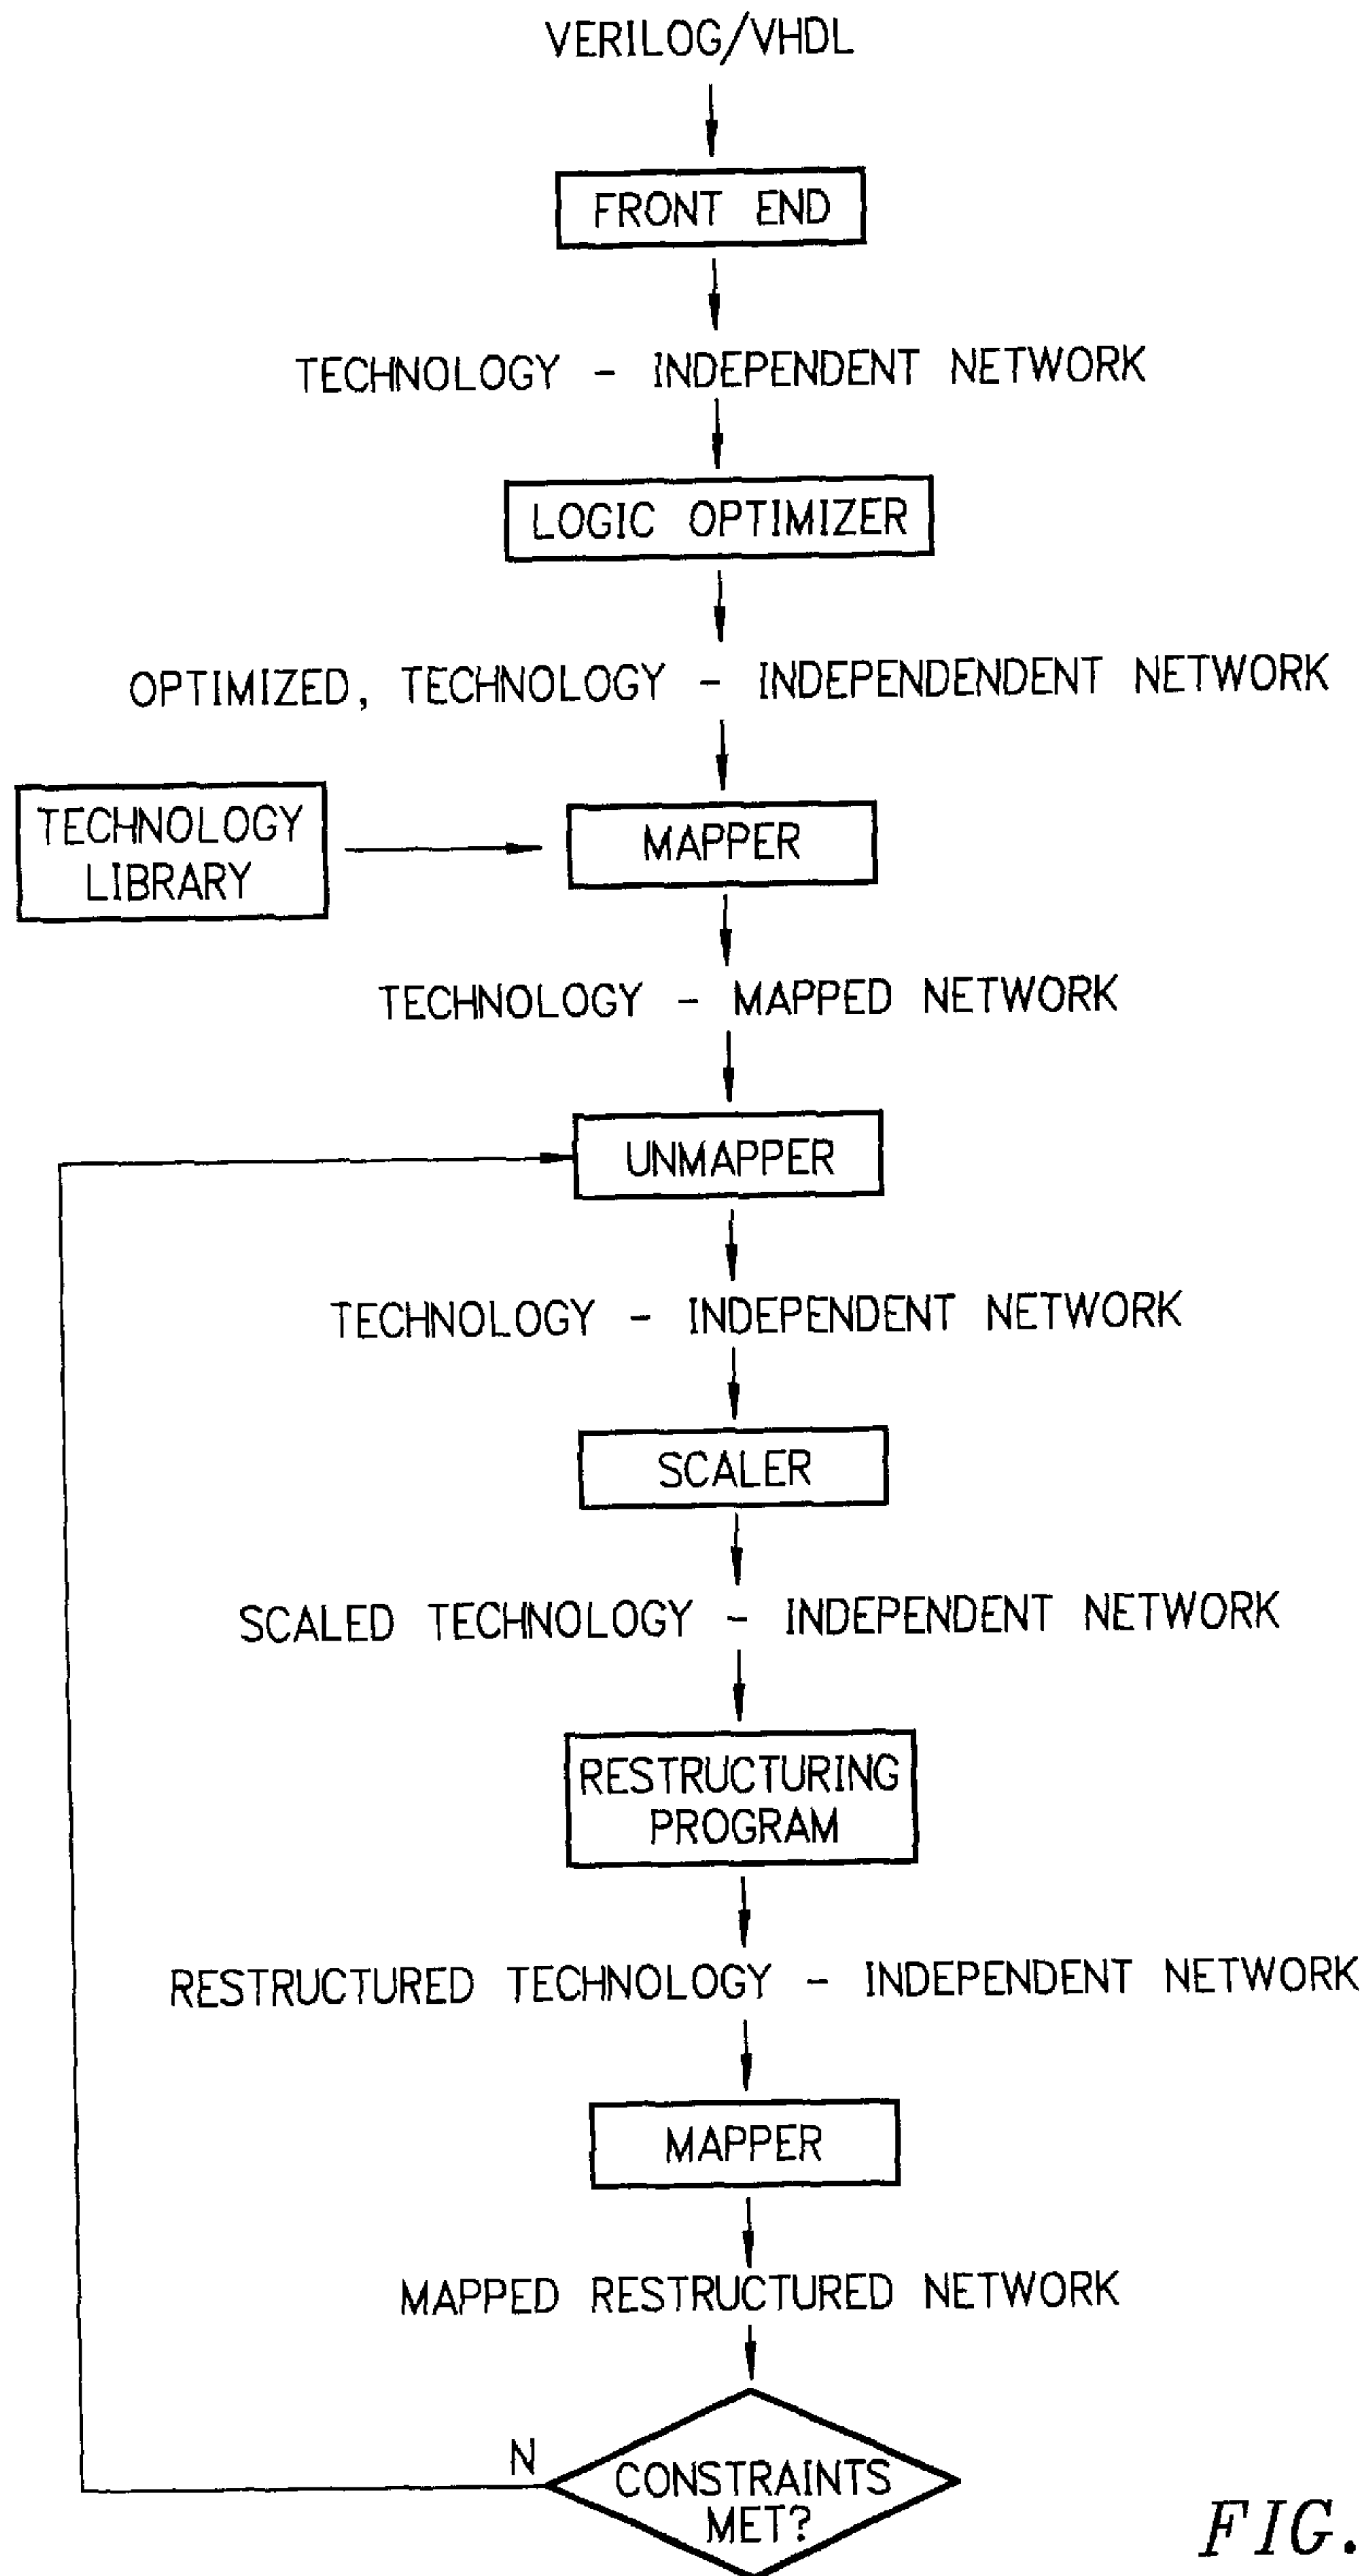 VERILOG/VHDL
FRONT END
TECHNOLOGY - INDEPENDENT NETWORK
LOGIC OPTIMIZER
OPTIMIZED, TECHNOLOGY - INDEPENDENDENT NETWORK
TECHNOLOGY
LIBRARY
MAPPER
TECHNOLOGY - MAPPED NETWORK
UNMAPPER
TECHNOLOGY - INDEPENDENT NETWORK
SCALER
SCALED TECHNOLOGY - INDEPENDENT NETWORK
RESTRUCTURING
PROGRAM
RESTRUCTURED TECHNOLOGY - INDEPENDENT NETWORK
MAPPER
MAPPED RESTRUCTURED NETWORK
N
CONSTRAINTS
MET?
FIG.